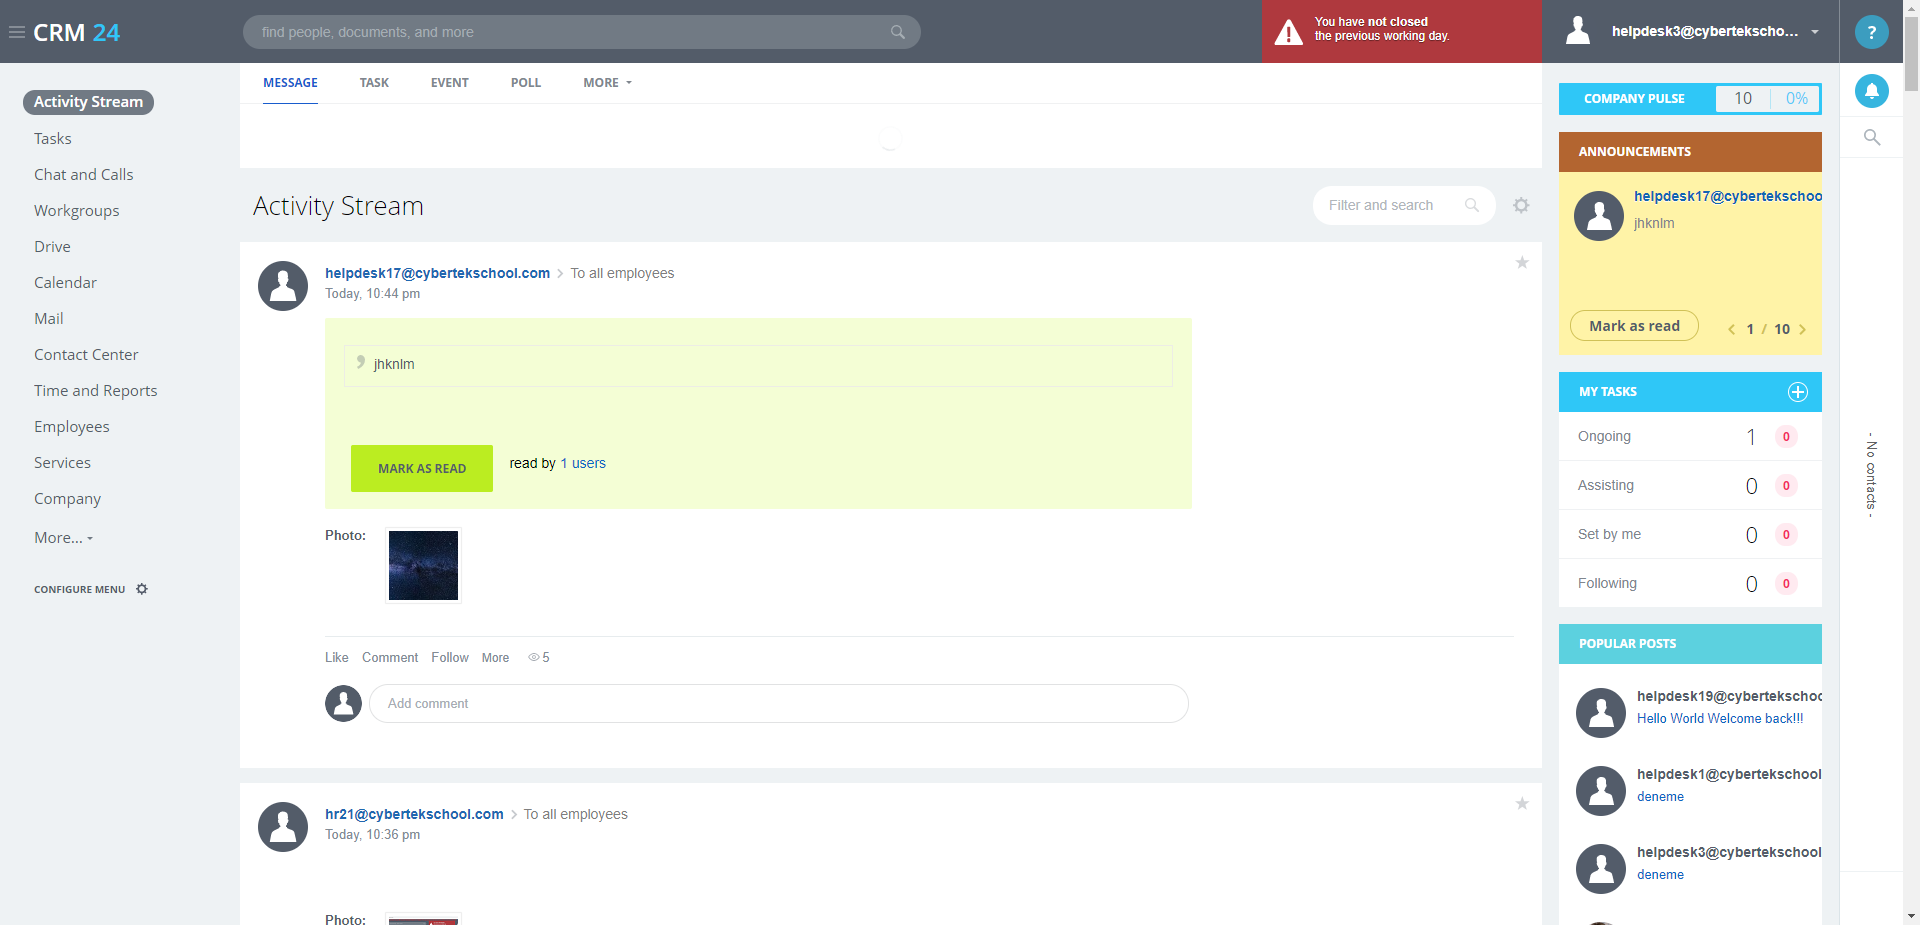 CRM 24
find people, documents, and more
You have not closed
the previous working day.
helpdesk3@cybertekscho...
?
Activity Stream
Tasks
Chat and Calls
Workgroups
Drive
Calendar
Mail
Contact Center
Time and Reports
Employees
Services
Company
More...
CONFIGURE MENU
MESSAGE TASK EVENT POLL MORE
Activity Stream
Filter and search
helpdesk17@cybertekschool.com > To all employees
Today, 10:44 pm
jhknlm
MARK AS READ read by 1 users
Photo:
Like Comment Follow More 5
Add comment
hr21@cybertekschool.com > To all employees
Today, 10:36 pm
Photo:
COMPANY PULSE 10 0%
ANNOUNCEMENTS
helpdesk17@cybertekschoo
jhknlm
Mark as read < 1 / 10 >
MY TASKS
Ongoing 1 0
Assisting 0 0
Set by me 0 0
Following 0 0
POPULAR POSTS
helpdesk19@cybertekschoo
Hello World Welcome back!!!
helpdesk1@cybertekschool
deneme
helpdesk3@cybertekschool
deneme
- No contacts -